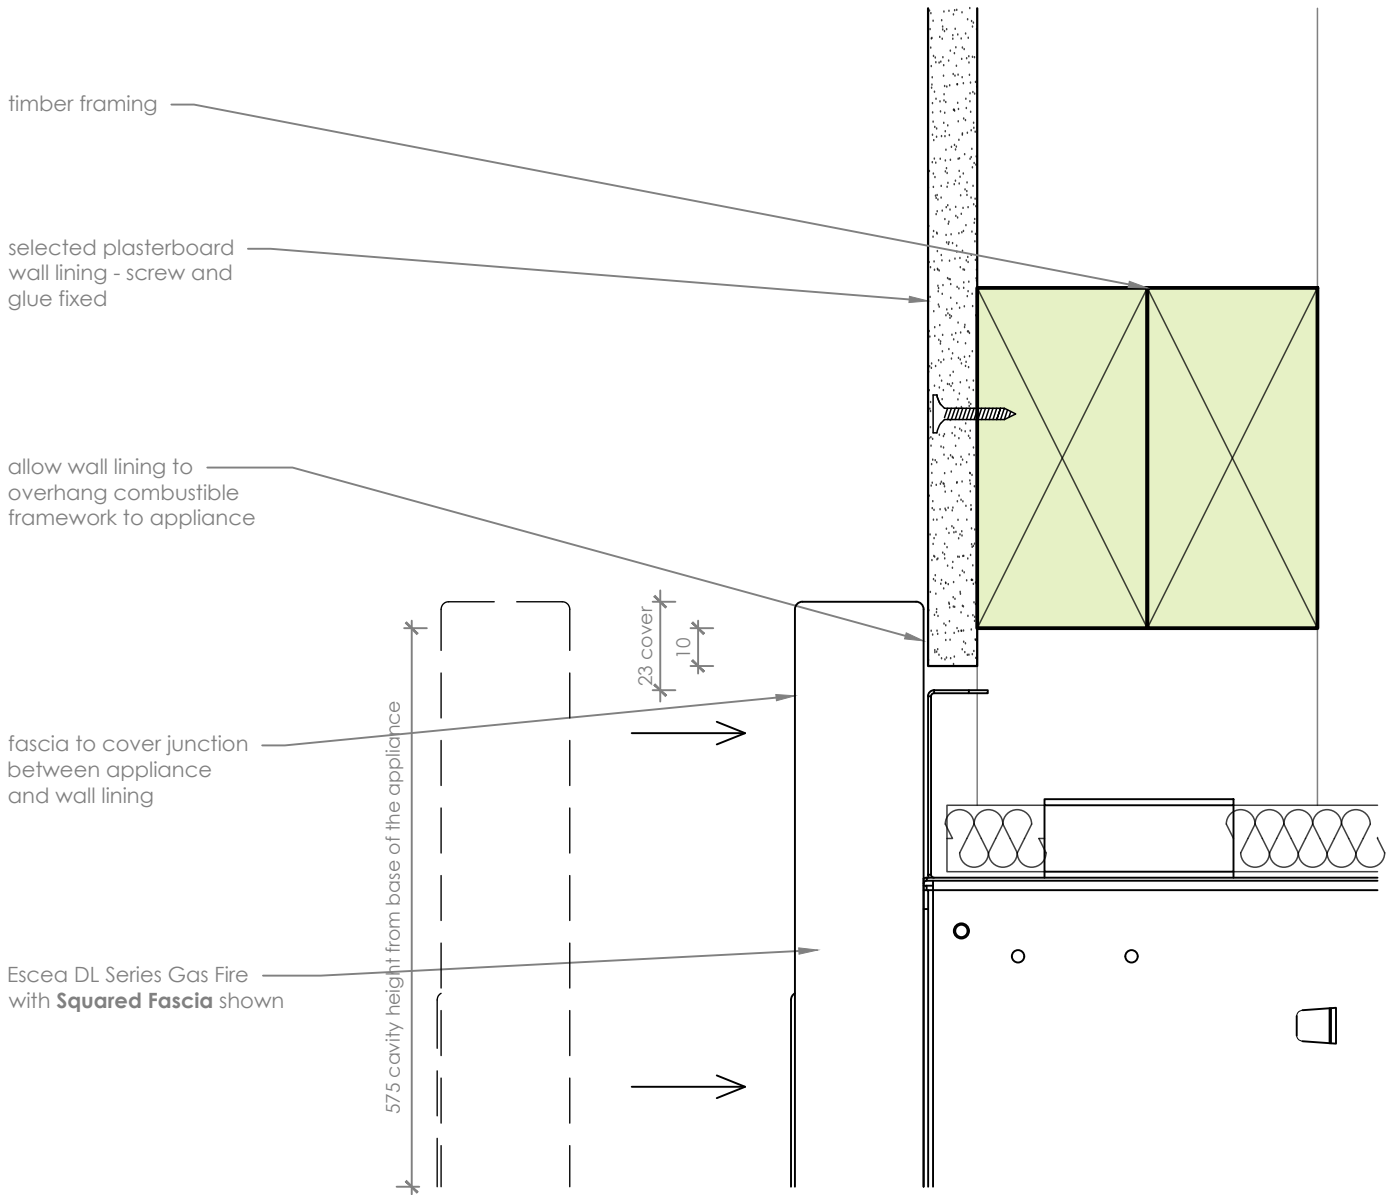 timber framing
selected plasterboard
wall lining - screw and
glue fixed
allow wall lining to
overhang combustible
framework to appliance
23 cover
10
575 cavity height from base of the appliance
fascia to cover junction
between appliance
and wall lining
Escea DL Series Gas Fire
with Squared Fascia shown